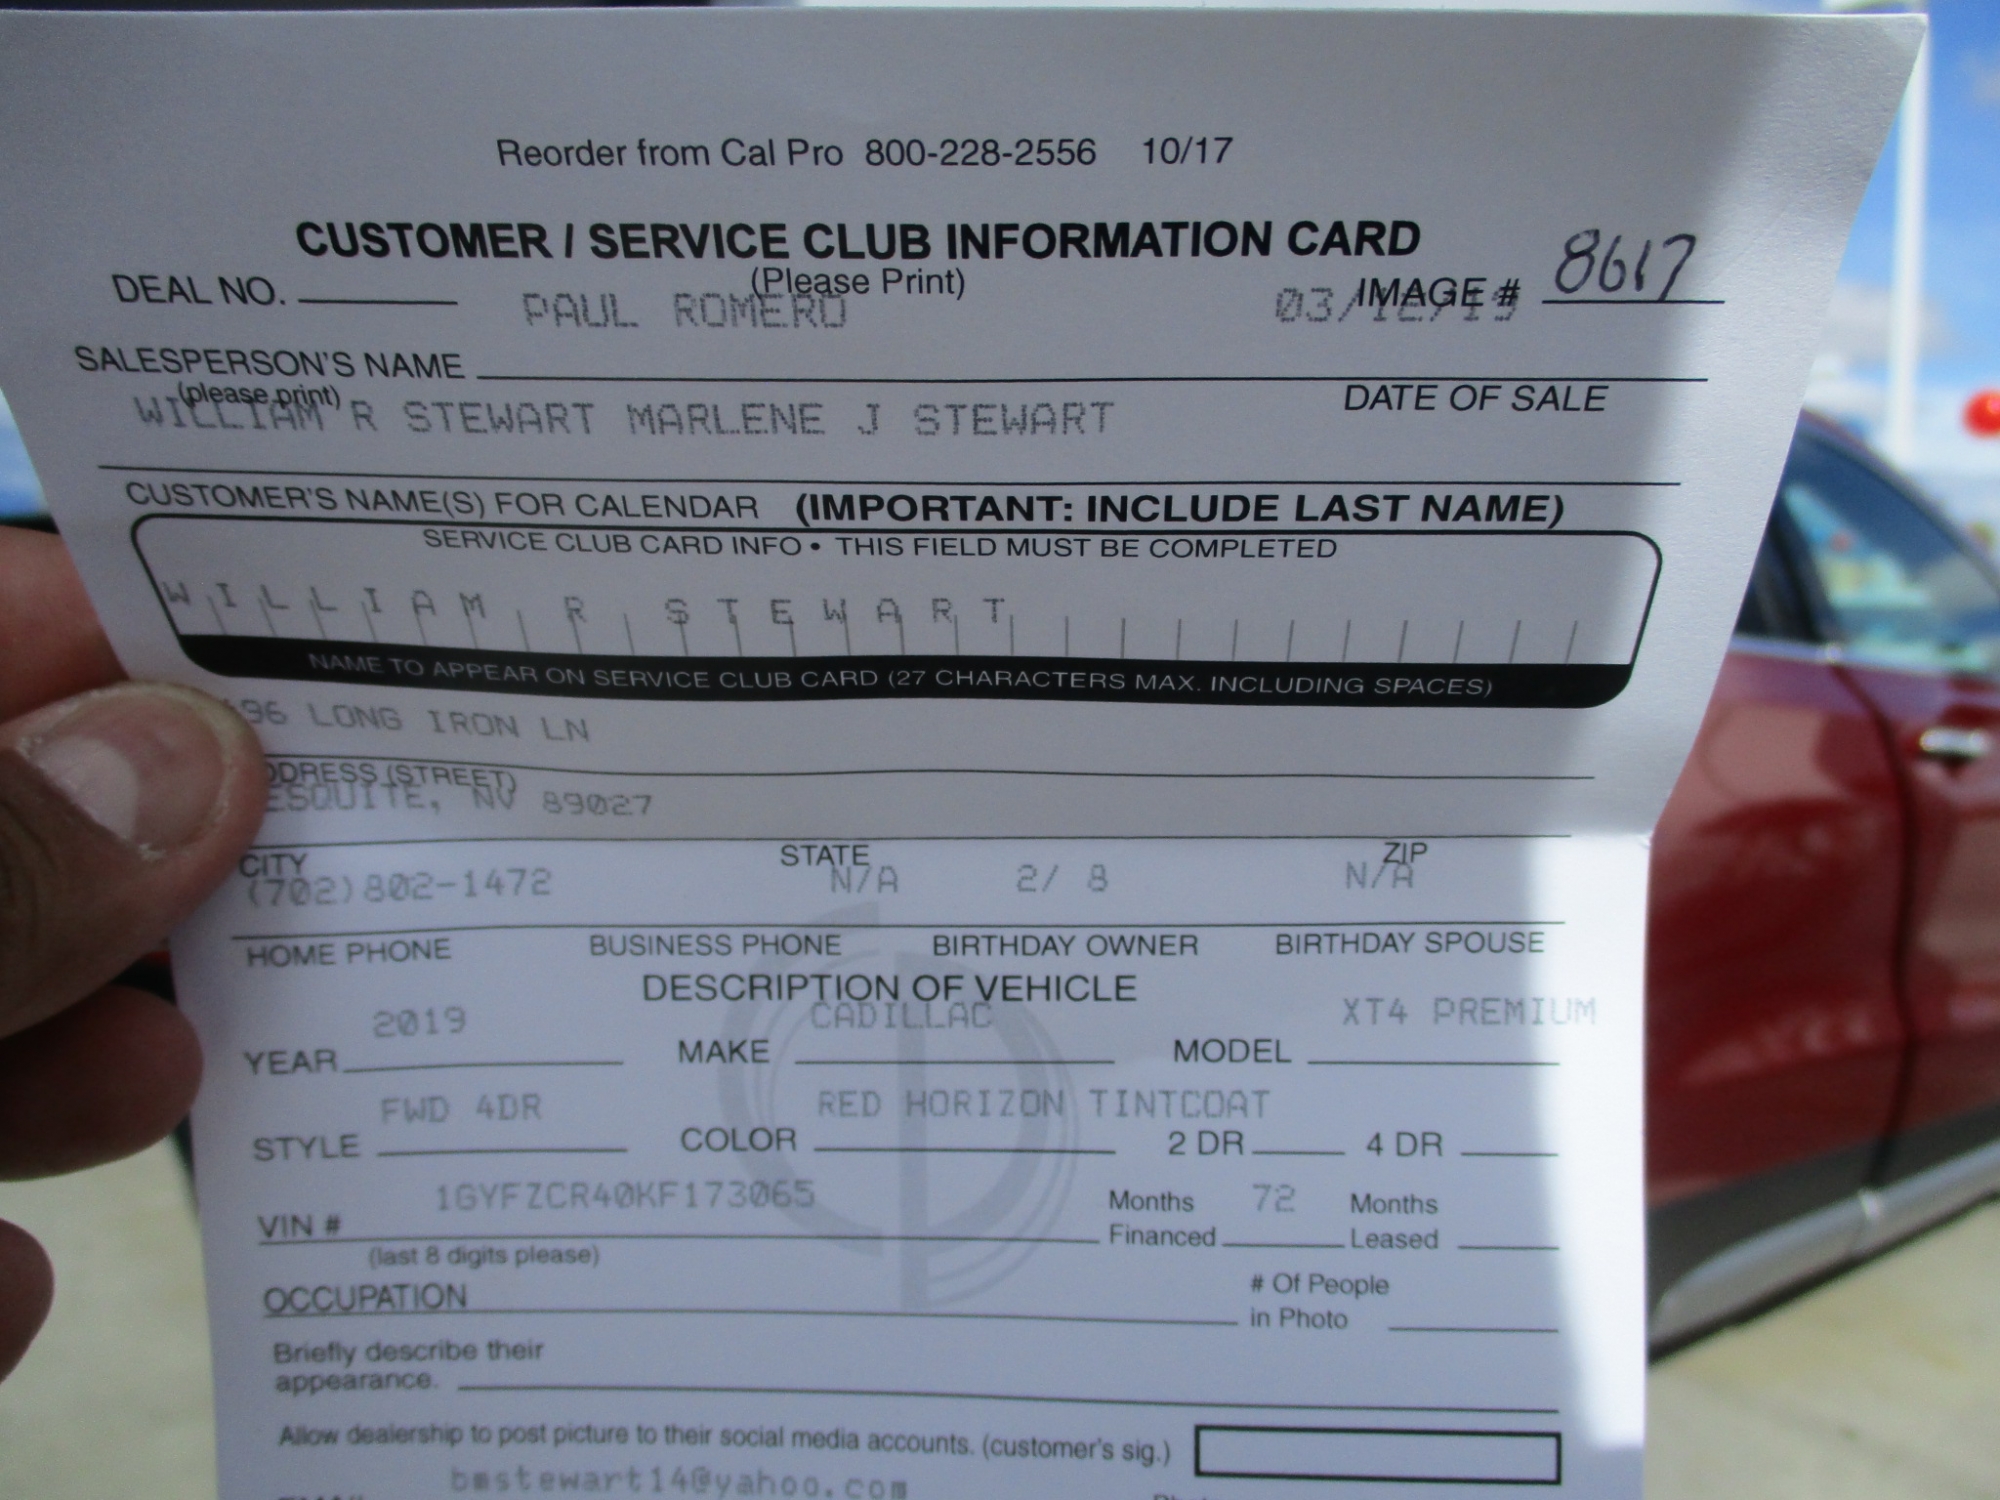 Reorder from Cal Pro 800-228-2556 10/17
CUSTOMER / SERVICE CLUB INFORMATION CARD
(Please Print)
DEAL NO. IMAGE # 8617
PAUL ROMERO
SALESPERSON'S NAME
(please print)
DATE OF SALE
WILLIAM R STEWART MARLENE J STEWART
CUSTOMER'S NAME(S) FOR CALENDAR (IMPORTANT: INCLUDE LAST NAME)
SERVICE CLUB CARD INFO • THIS FIELD MUST BE COMPLETED
WILLIAM R STEWART
NAME TO APPEAR ON SERVICE CLUB CARD (27 CHARACTERS MAX. INCLUDING SPACES)
LONG IRON LN
(STREET)
NV 89027
CITY STATE ZIP
(702)802-1472 N/A 2/ 8 N/A
HOME PHONE BUSINESS PHONE BIRTHDAY OWNER BIRTHDAY SPOUSE
DESCRIPTION OF VEHICLE
2019 CADILLAC XT4 PREMIUM
YEAR MAKE MODEL
FWD 4DR RED HORIZON TINTCOAT
STYLE COLOR 2 DR 4 DR
1GYFZCR40KF173065 Months 72 Months
VIN # Financed Leased
(last 8 digits please)
OCCUPATION # Of People
in Photo
Briefly describe their
appearance.
Allow dealership to post picture to their social media accounts. (customer's sig.)
bmstewart14@yahoo.com